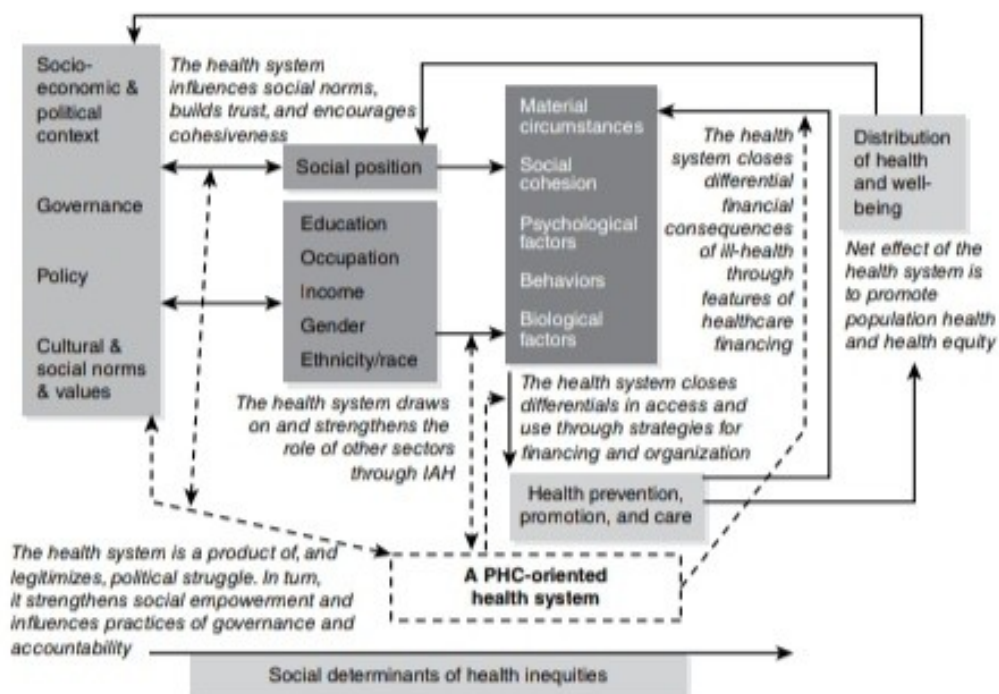 Socio-
economic &
political
context
Governance
Policy
Cultural &
social norms
& values
The health system
influences social norms,
builds trust, and encourages
cohesiveness
Social position
Education
Occupation
Income
Gender
Ethnicity/race
Material
circumstances
Social
cohesion
Psychological
factors
Behaviors
Biological
factors
The health
system closes
differential
financial
consequences
of ill-health
through
features of
healthcare
financing
Distribution
of health
and well-
being
Net effect of the
health system is
to promote
population health
and health equity
The health system draws
on and strengthens the
role of other sectors
through IAH
The health system closes
differentials in access and
use through strategies for
financing and organization
Health prevention,
promotion, and care
A PHC-oriented
health system
The health system is a product of, and
legitimizes, political struggle. In turn,
it strengthens social empowerment and
influences practices of governance and
accountability
Social determinants of health inequities